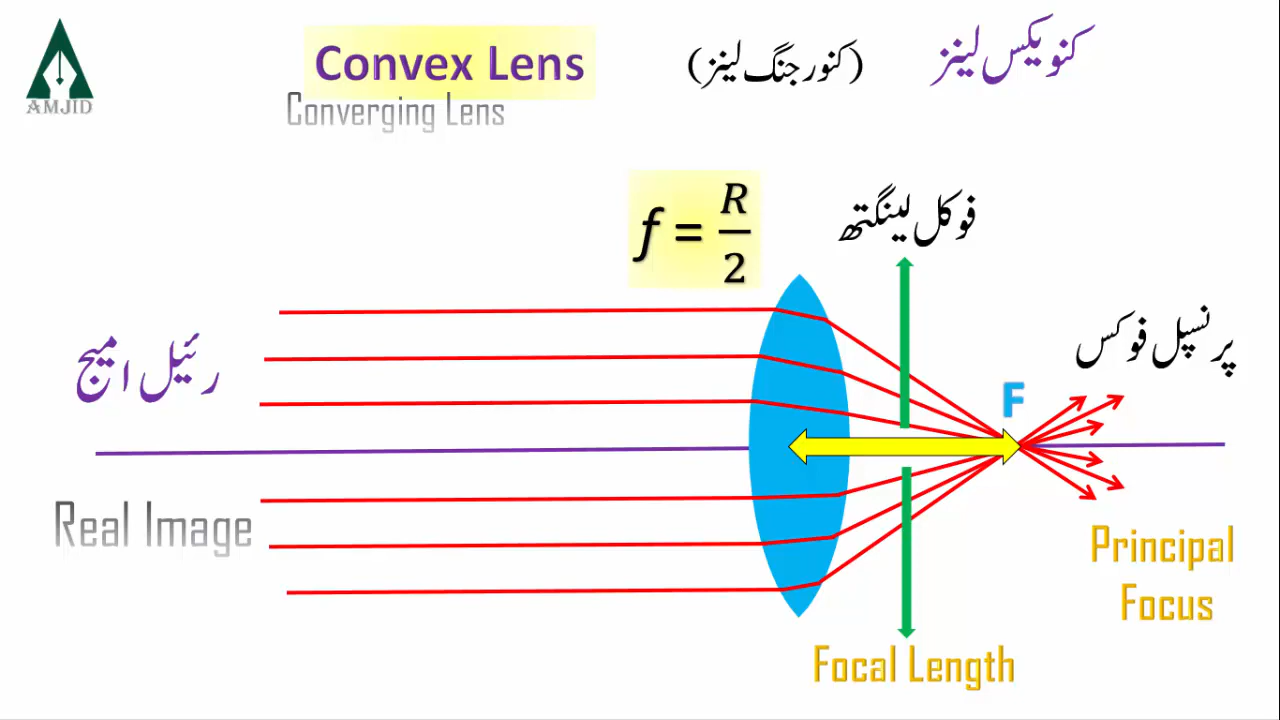 AMJID
Convex Lens
(کنورجنگ لینز)
کنویکس لینز
Converging Lens
f = R/2
فوکل لینگتھ
رئیل امیج
پرنسپل فوکس
F
Real Image
Principal
Focus
Focal Length